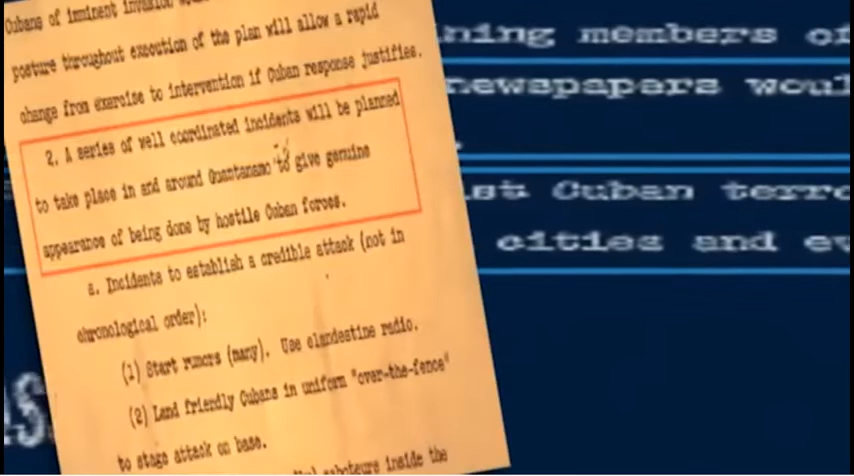 Cubans of imminent invasion
posture throughout execution of the plan will allow a rapid
change from exercise to intervention if Cuban response justifies.
2. A series of well coordinated incidents will be planned
to take place in and around Guantanamo to give genuine
appearance of being done by hostile Cuban forces.
a. Incidents to establish a credible attack (not in
chronological order):
(1) Start rumors (many). Use clandestine radio.
(2) Land friendly Cubans in uniform "over-the-fence"
to stage attack on base.
saboteurs inside the
ning members of
newspapers woul
st Cuban terro
cities and ev
AS